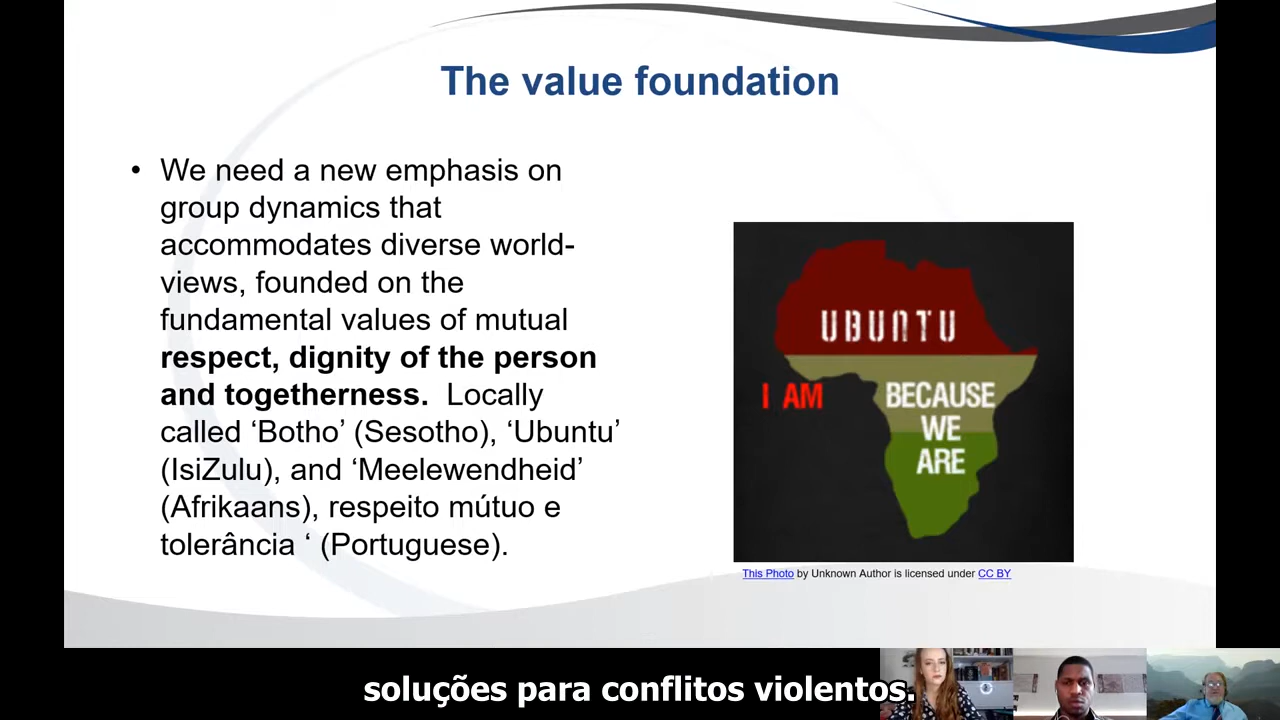 The value foundation
• We need a new emphasis on
group dynamics that
accommodates diverse world-
views, founded on the
fundamental values of mutual
respect, dignity of the person
and togetherness. Locally
called ‘Botho’ (Sesotho), ‘Ubuntu’
(IsiZulu), and ‘Meelewendheid’
(Afrikaans), respeito mútuo e
tolerância ‘ (Portuguese).
UBUNTU
I AM BECAUSE
WE
ARE
This Photo by Unknown Author is licensed under CC BY
soluções para conflitos violentos.